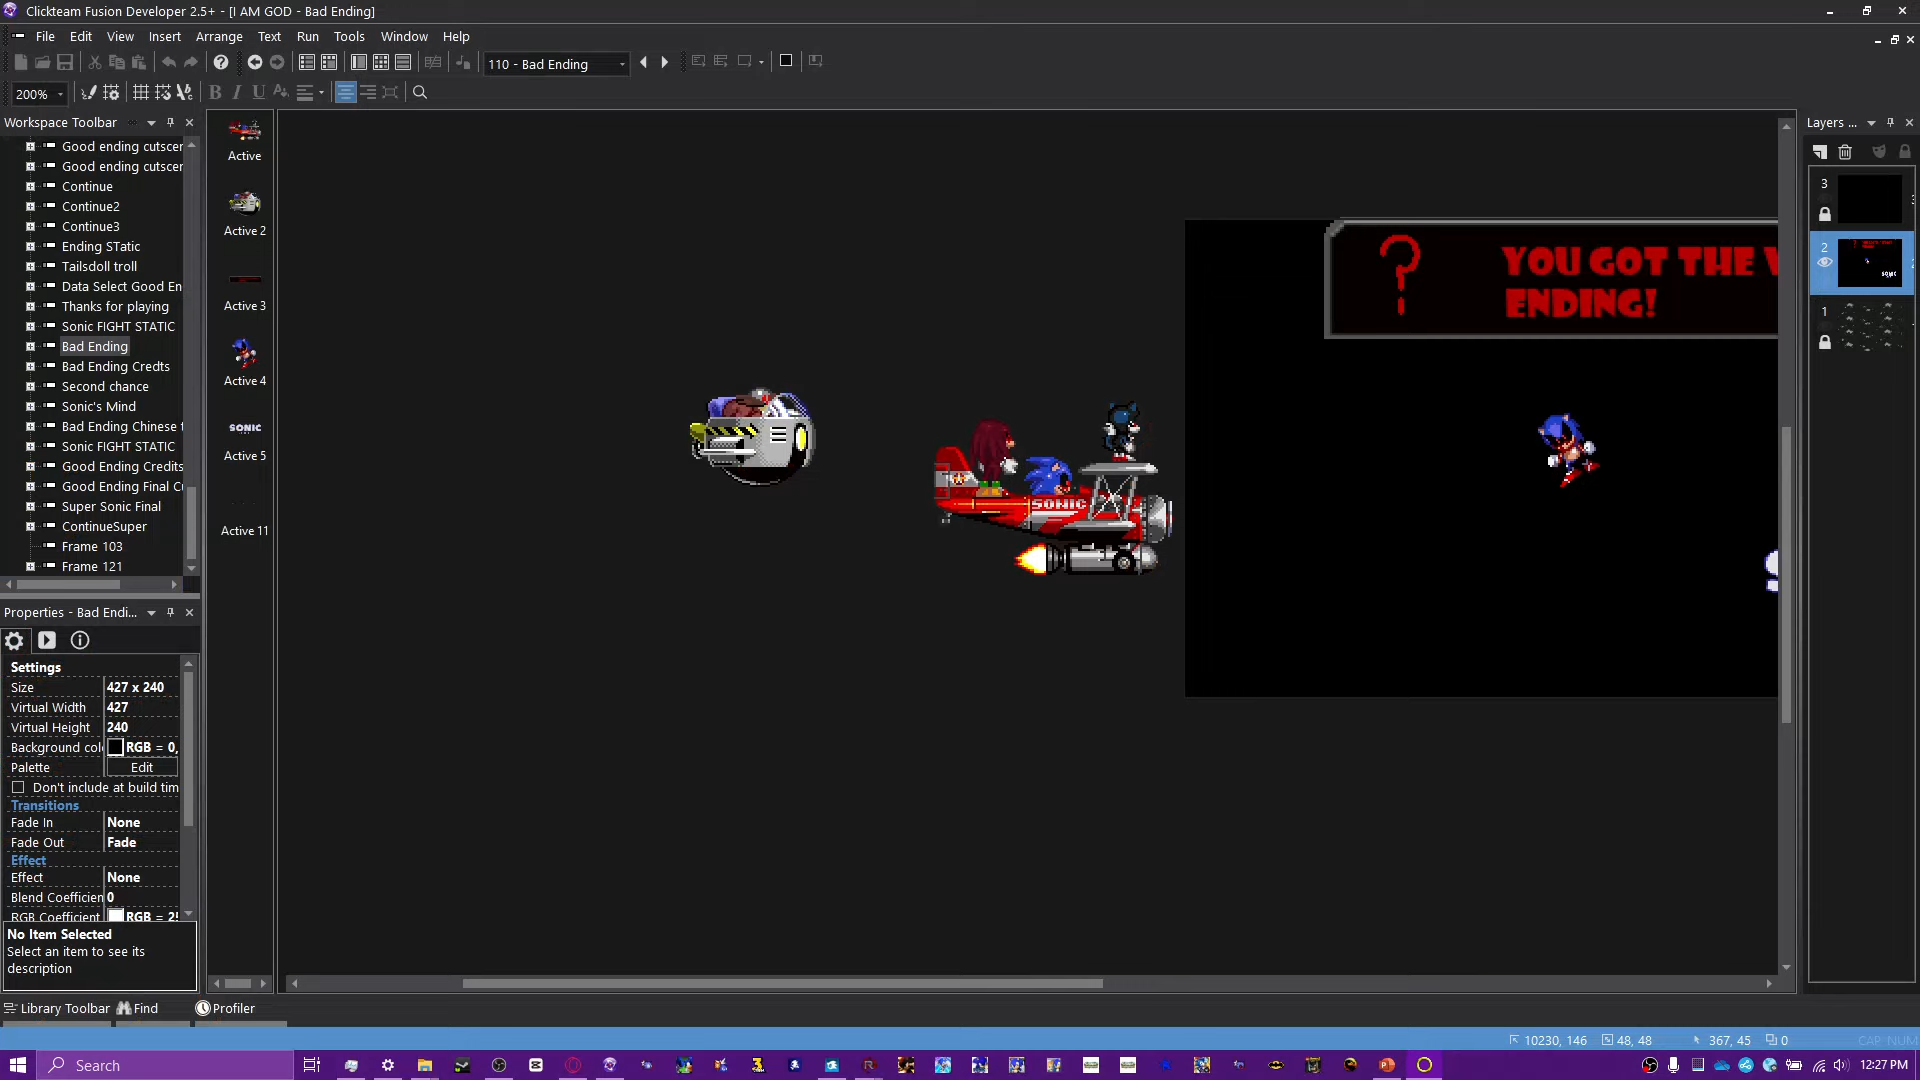 Clickteam Fusion Developer 2.5+ - [I AM GOD - Bad Ending]
File Edit View Insert Arrange Text Run Tools Window Help
110 - Bad Ending
200%
B I U
Workspace Toolbar
Good ending cutscer
Good ending cutscer
Continue
Continue2
Continue3
Ending STatic
Tailsdoll troll
Data Select Good En
Thanks for playing
Sonic FIGHT STATIC
Bad Ending
Bad Ending Credts
Second chance
Sonic's Mind
Bad Ending Chinese t
Sonic FIGHT STATIC
Good Ending Credits
Good Ending Final C
Super Sonic Final
ContinueSuper
Frame 103
Frame 121
Properties - Bad Endi...
Settings
Size 427 x 240
Virtual Width 427
Virtual Height 240
Background col RGB = 0,
Palette Edit
Don't include at build tim
Transitions
Fade In None
Fade Out Fade
Effect
Effect None
Blend Coefficien 0
RGB Coefficient RGB = 2
No Item Selected
Select an item to see its
description
Active
Active 2
Active 3
Active 4
SONIC
Active 5
Active 11
? YOU GOT THE
ENDING!
SONIC
Layers ...
3
2
1
Library Toolbar Find Profiler
10230, 146 48, 48 367, 45 0 CAP NUM
Search
12:27 PM